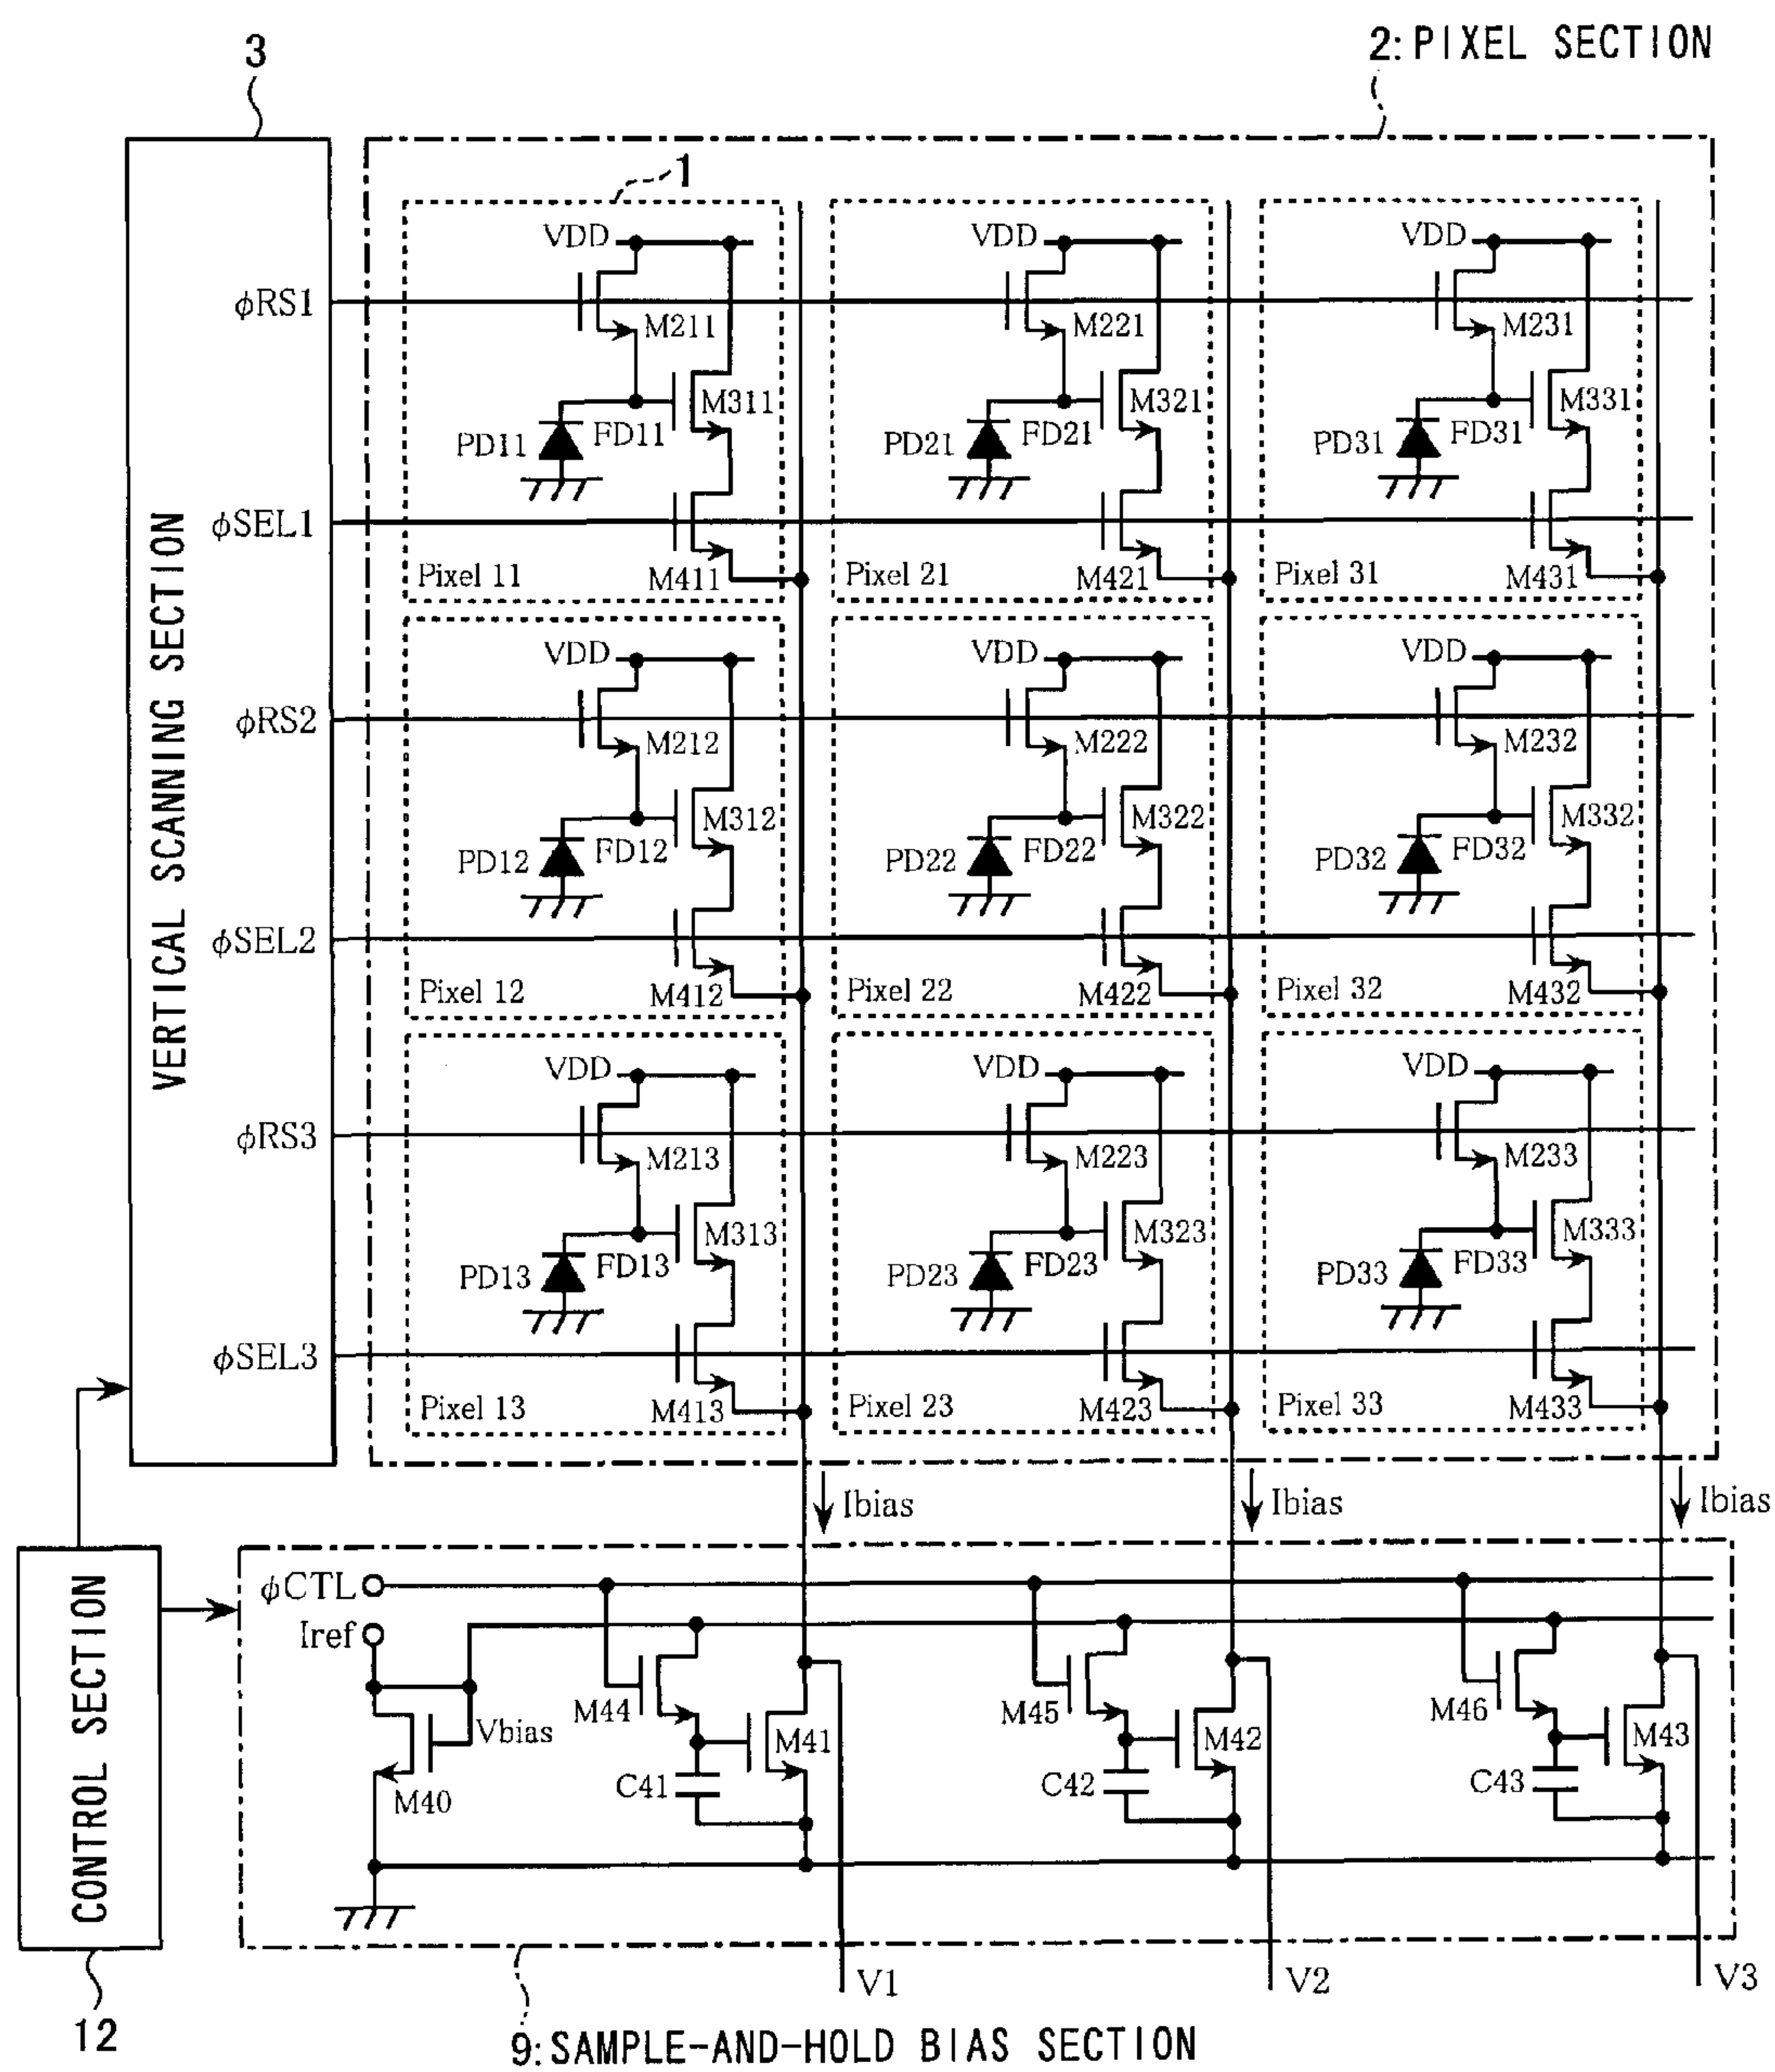 2: PIXEL SECTION
3
1
VERTICAL SCANNING SECTION
VDD
VDD
VDD
φRS1
M211
M221
M231
M311
M321
M331
PD11
FD11
PD21
FD21
PD31
FD31
φSEL1
Pixel 11
M411
Pixel 21
M421
Pixel 31
M431
VDD
VDD
VDD
φRS2
M212
M222
M232
M312
M322
M332
PD12
FD12
PD22
FD22
PD32
FD32
φSEL2
Pixel 12
M412
Pixel 22
M422
Pixel 32
M432
VDD
VDD
VDD
φRS3
M213
M223
M233
M313
M323
M333
PD13
FD13
PD23
FD23
PD33
FD33
φSEL3
Pixel 13
M413
Pixel 23
M423
Pixel 33
M433
Ibias
Ibias
Ibias
CONTROL SECTION
φCTL
Iref
M44
M45
M46
Vbias
M41
M42
M43
M40
C41
C42
C43
V1
V2
V3
12
9: SAMPLE-AND-HOLD BIAS SECTION